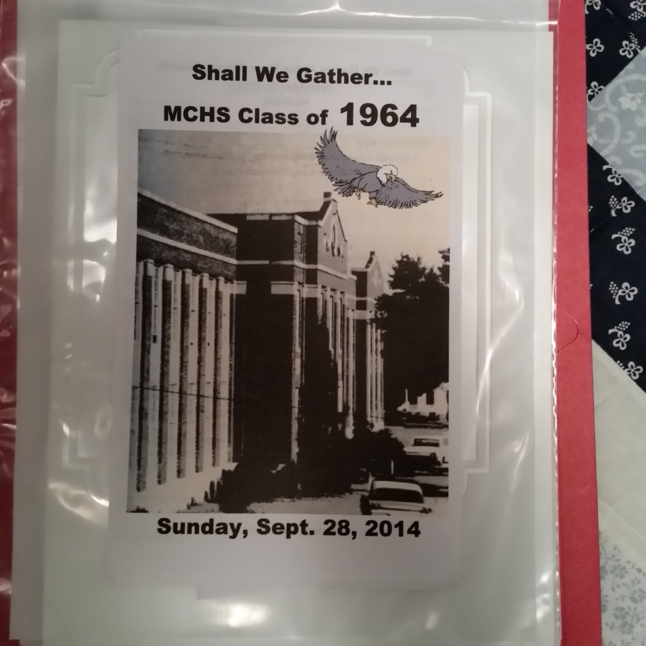 Shall We Gather...
MCHS Class of 1964
Sunday, Sept. 28, 2014